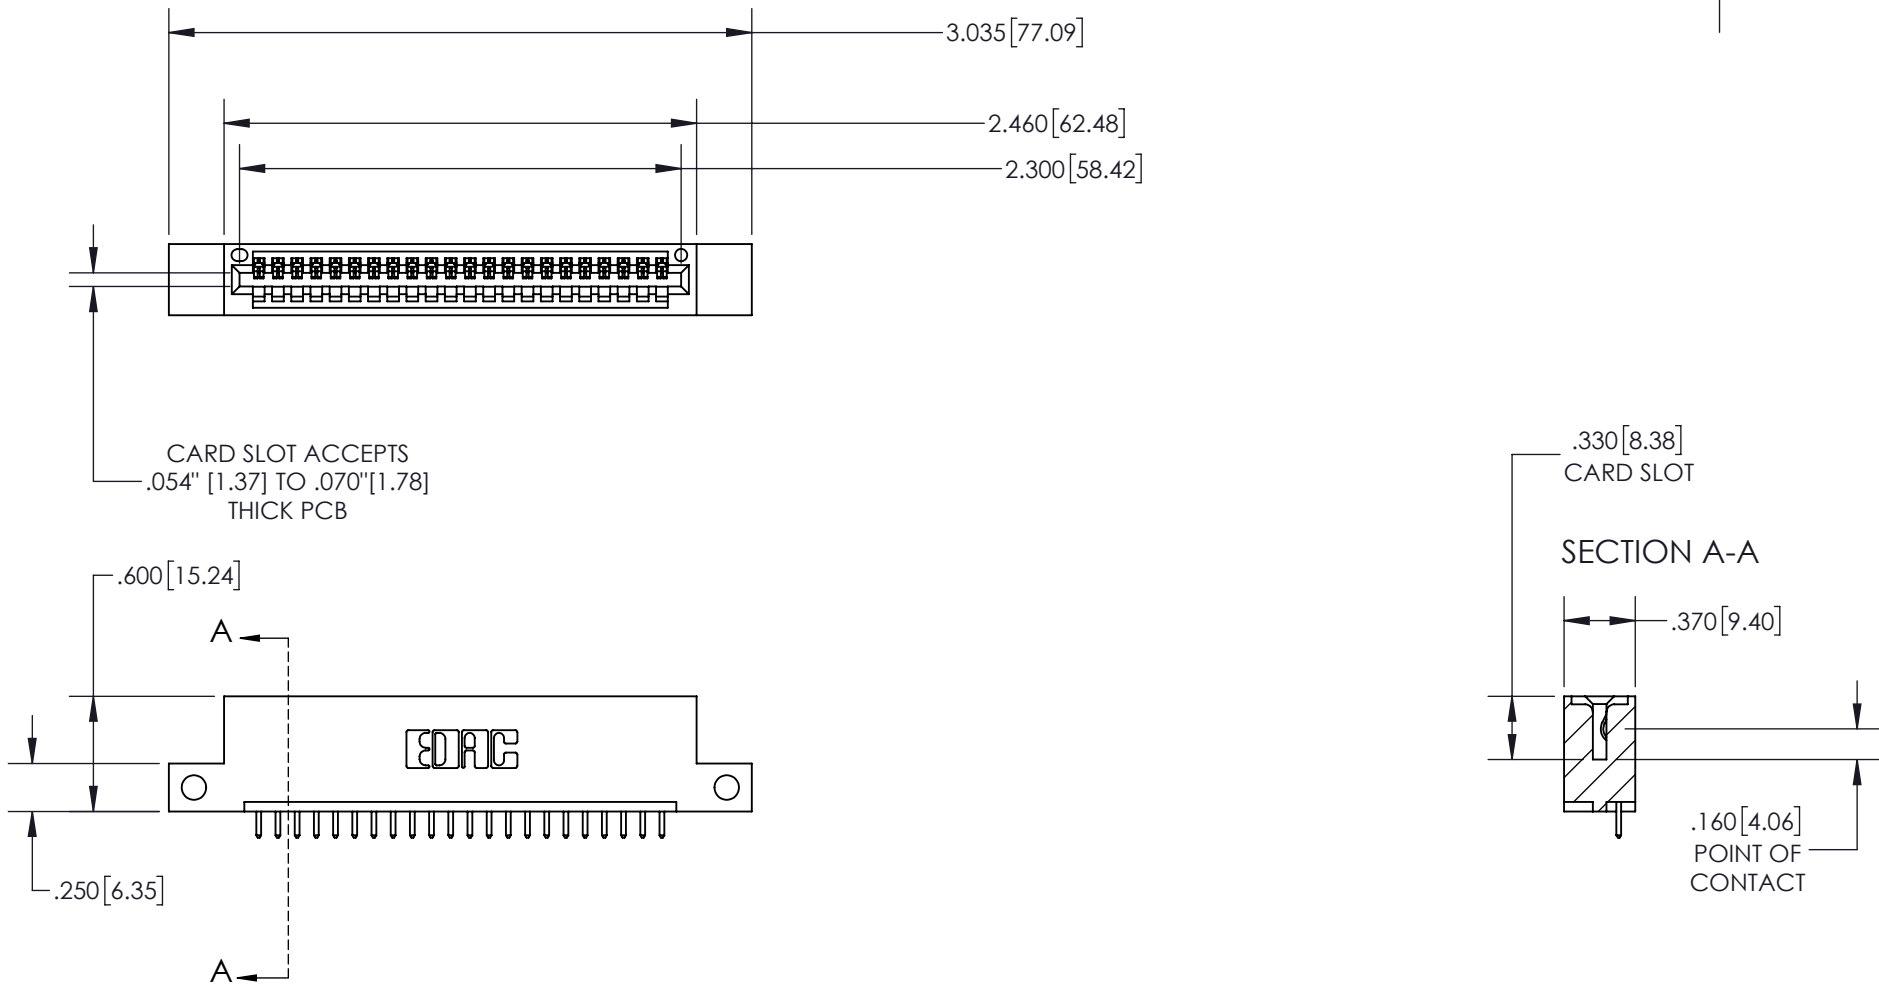 3.035[77.09]
2.460[62.48]
2.300[58.42]
CARD SLOT ACCEPTS
.054" [1.37] TO .070"[1.78]
THICK PCB
.330[8.38]
CARD SLOT
SECTION A-A
.600[15.24]
.370[9.40]
A
EDAC
.160[4.06]
POINT OF
CONTACT
.250[6.35]
A